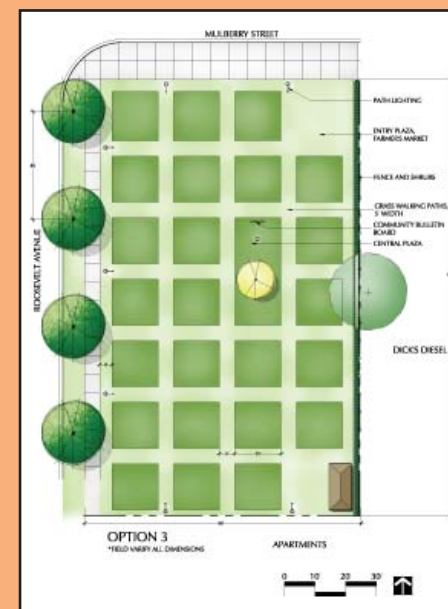 MULBERRY STREET
PATH LIGHTING
ENTRY PLAZA,
FARMERS MARKET
FENCE AND SHRUBS
GRASS WALKING PATHS,
5' WIDTH
COMMUNITY BULLETIN
BOARD
CENTRAL PLAZA
ROOSEVELT AVENUE
DICKS DIESEL
OPTION 3
*FIELD VARIFY ALL DIMENSIONS
APARTMENTS
0 10 20 30